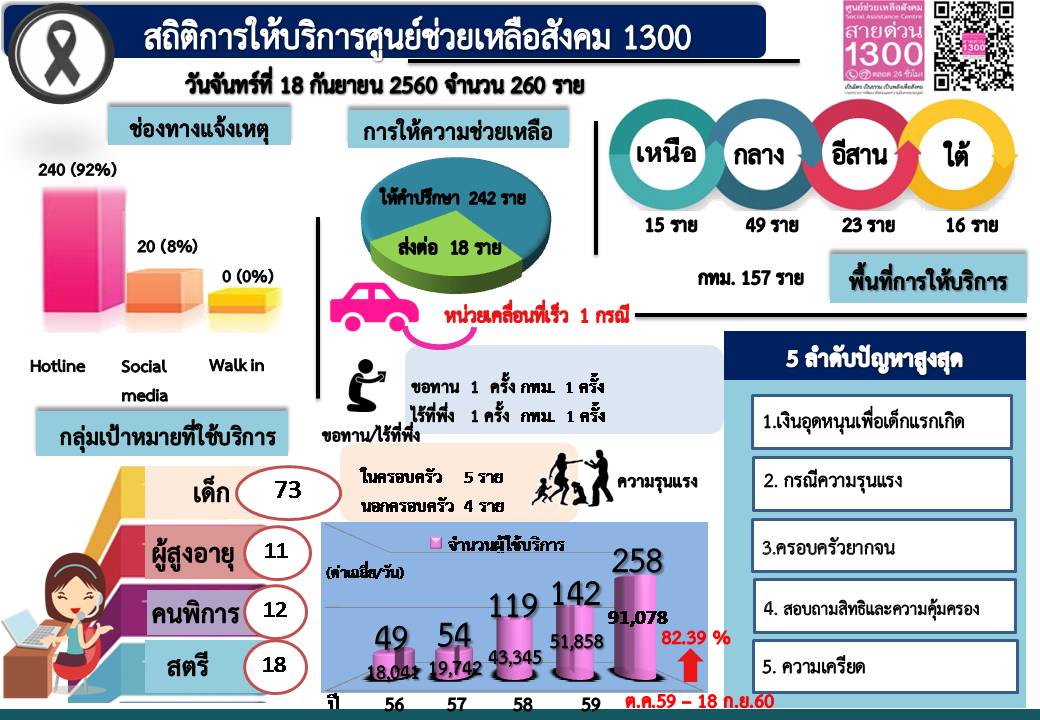 สถิติการให้บริการศูนย์ช่วยเหลือสังคม 1300
ศูนย์ช่วยเหลือสังคม
Social Assistance Centre
สายด่วน
1300
ตลอด 24 ชั่วโมง
วันจันทร์ที่ 18 กันยายน 2560 จำนวน 260 ราย
ช่องทางแจ้งเหตุ
240 (92%)
20 (8%)
0 (0%)
Hotline
Social media
Walk in
การให้ความช่วยเหลือ
ให้คำปรึกษา 242 ราย
ส่งต่อ 18 ราย
เหนือ กลาง อีสาน ใต้
15 ราย 49 ราย 23 ราย 16 ราย
กทม. 157 ราย
พื้นที่การให้บริการ
หน่วยเคลื่อนที่เร็ว 1 กรณี
ขอทาน 1 ครั้ง กทม. 1 ครั้ง
ไร้ที่พึ่ง 1 ครั้ง กทม. 1 ครั้ง
ขอทาน/ไร้ที่พึ่ง
ในครอบครัว 5 ราย
นอกครอบครัว 4 ราย
ความรุนแรง
กลุ่มเป้าหมายที่ใช้บริการ
เด็ก 73
ผู้สูงอายุ 11
คนพิการ 12
สตรี 18
จำนวนผู้ใช้บริการ
(ค่าเฉลี่ย/วัน)
49 54 119 142 258
18,041 19,742 43,345 51,858 91,078
82.39 %
ปี 56 57 58 59 ต.ค.59 – 18 ก.ย.60
5 ลำดับปัญหาสูงสุด
1.เงินอุดหนุนเพื่อเด็กแรกเกิด
2. กรณีความรุนแรง
3.ครอบครัวยากจน
4. สอบถามสิทธิและความคุ้มครอง
5. ความเครียด